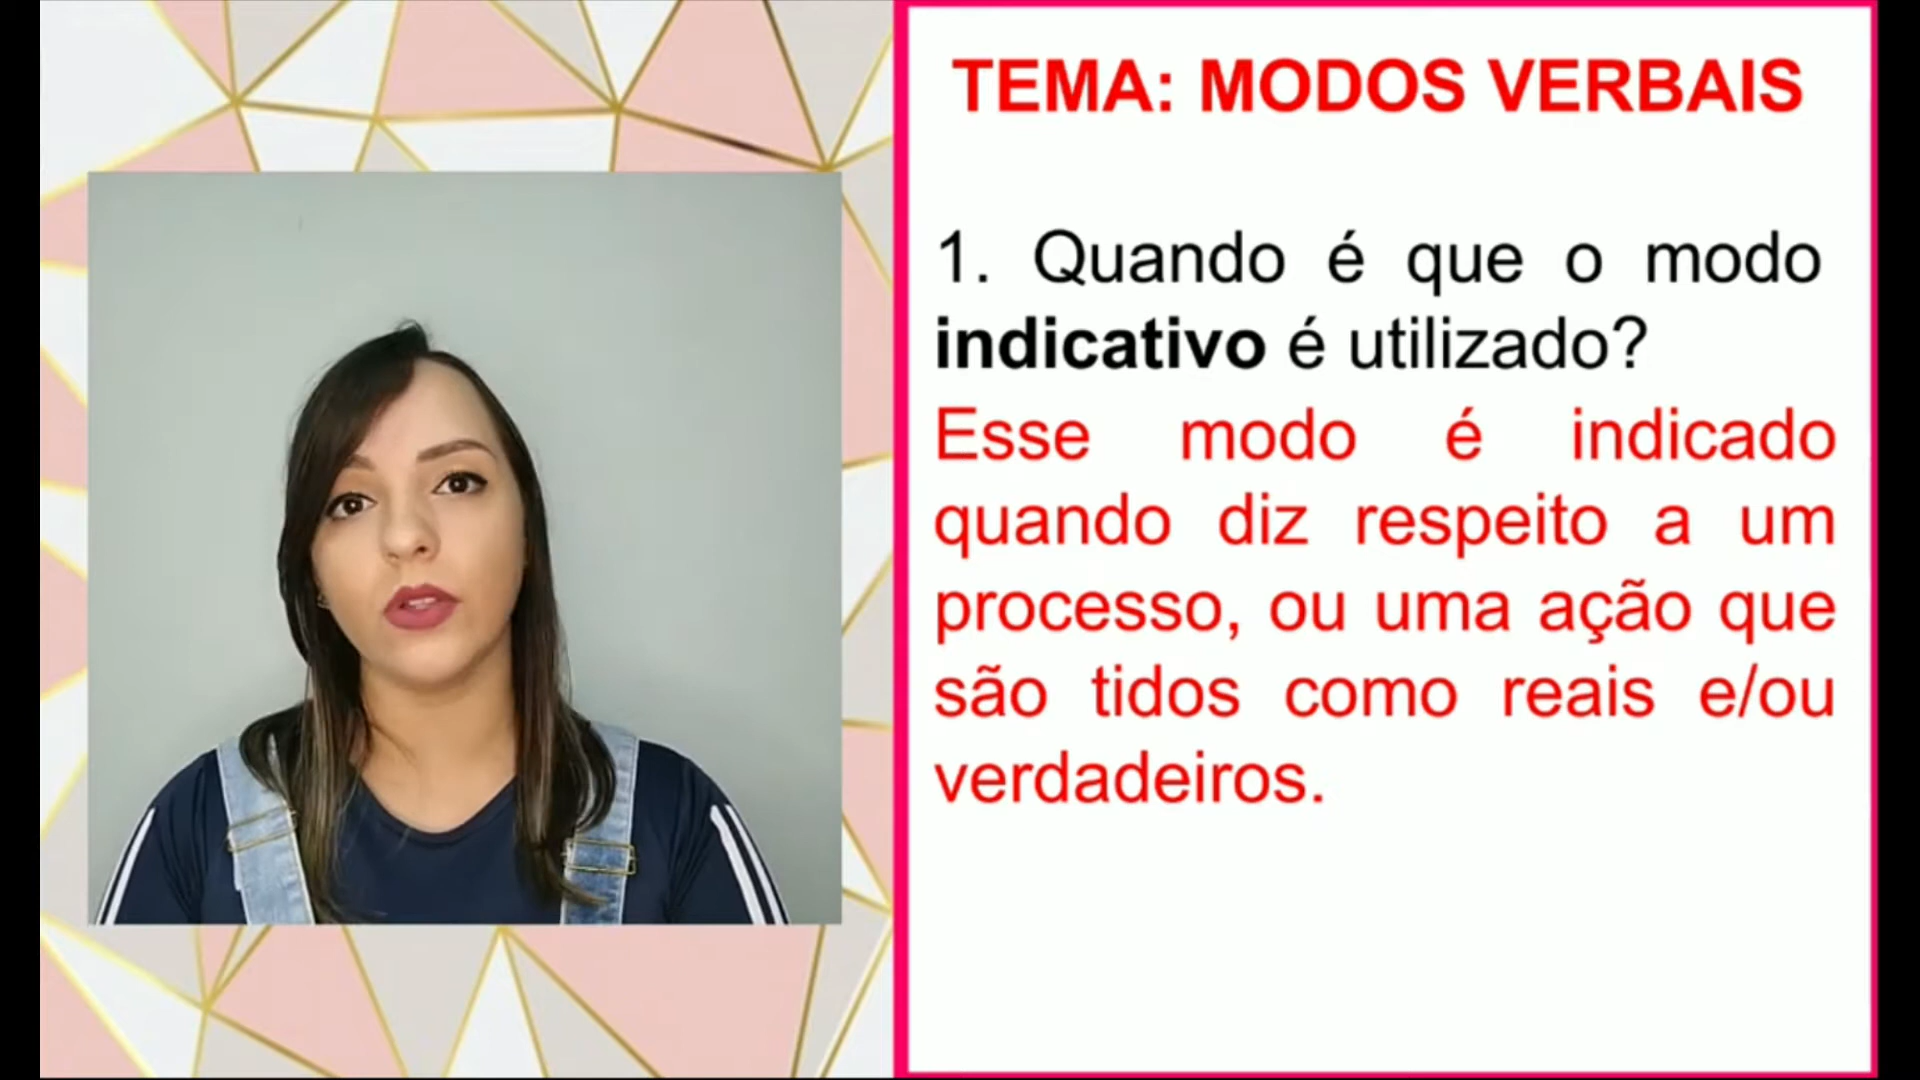 TEMA: MODOS VERBAIS
1. Quando é que o modo
indicativo é utilizado?
Esse modo é indicado
quando diz respeito a um
processo, ou uma ação que
são tidos como reais e/ou
verdadeiros.